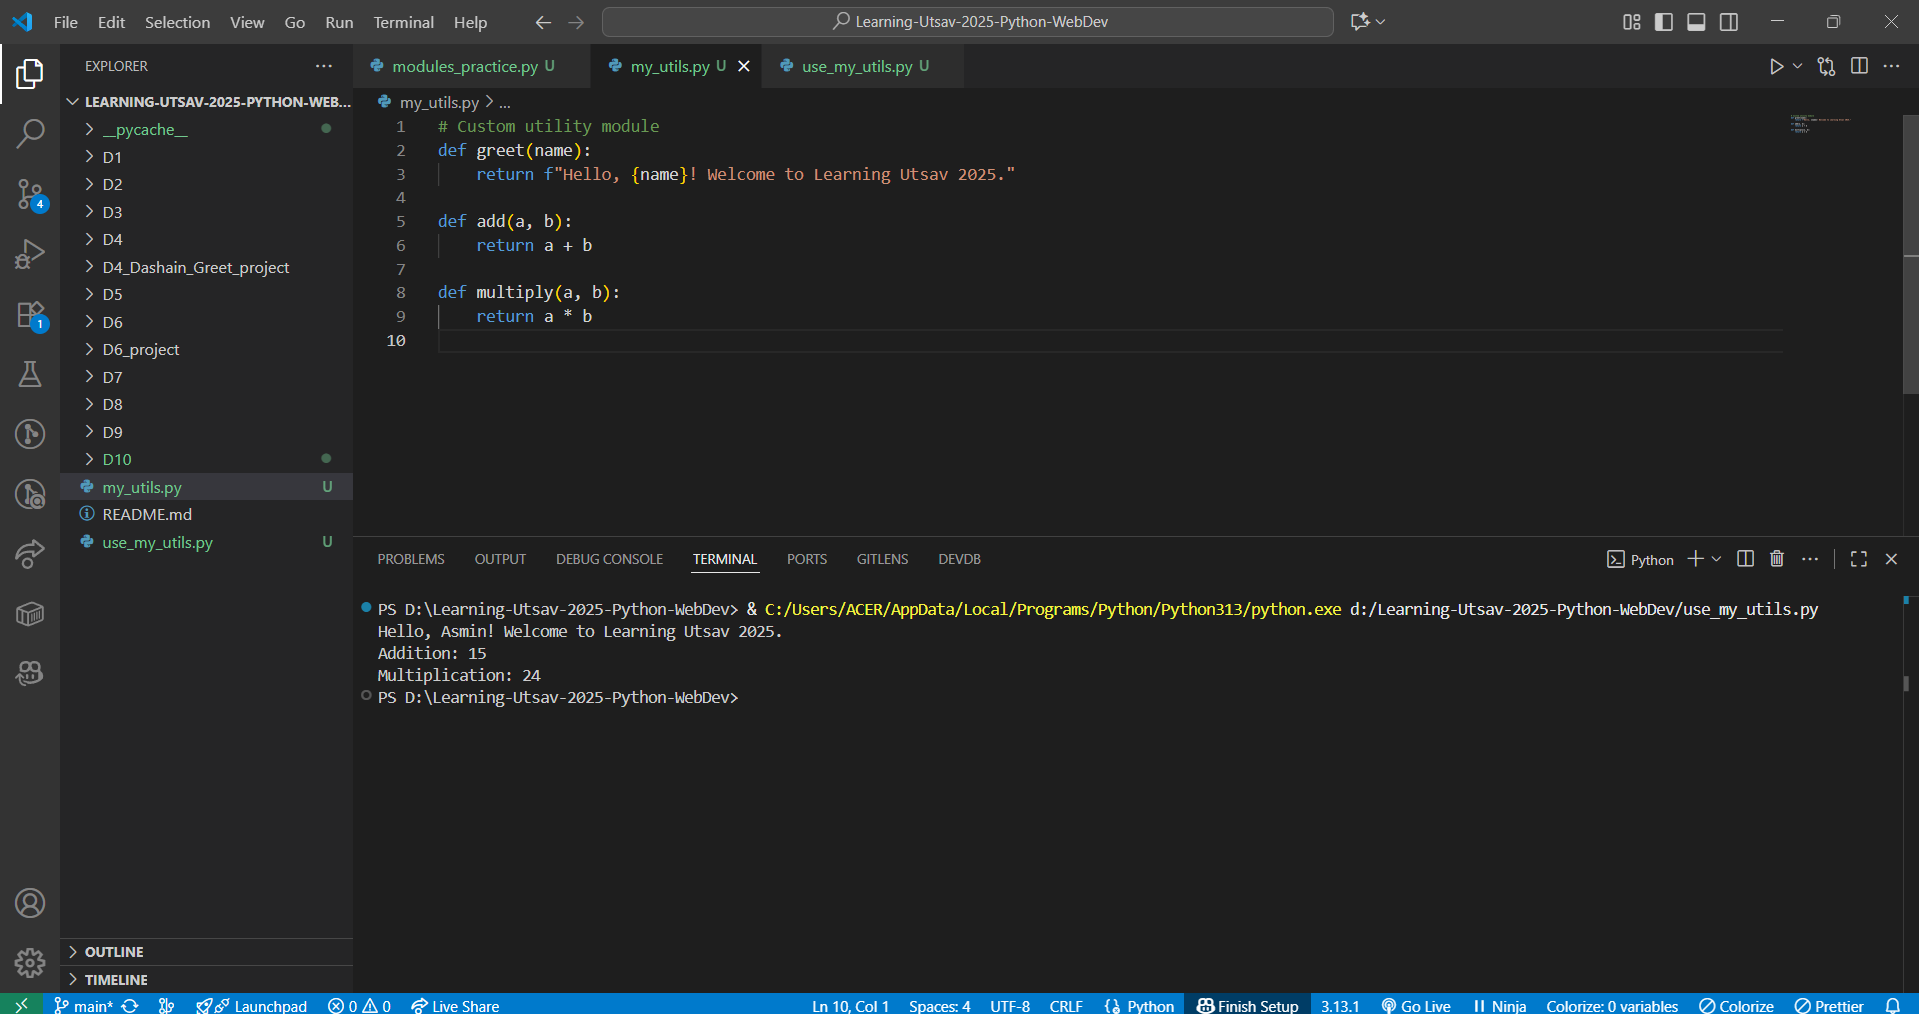 File Edit Selection View Go Run Terminal Help
Learning-Utsav-2025-Python-WebDev
EXPLORER
LEARNING-UTSAV-2025-PYTHON-WEB...
__pycache__
D1
D2
D3
D4
D4_Dashain_Greet_project
D5
D6
D6_project
D7
D8
D9
D10
my_utils.py U
README.md
use_my_utils.py U
OUTLINE
TIMELINE
4
1
modules_practice.py U my_utils.py U use_my_utils.py U
my_utils.py > ...
1 # Custom utility module
2 def greet(name):
3 return f"Hello, {name}! Welcome to Learning Utsav 2025."
4
5 def add(a, b):
6 return a + b
7
8 def multiply(a, b):
9 return a * b
10
PROBLEMS OUTPUT DEBUG CONSOLE TERMINAL PORTS GITLENS DEVDB
Python
PS D:\Learning-Utsav-2025-Python-WebDev> & C:/Users/ACER/AppData/Local/Programs/Python/Python313/python.exe d:/Learning-Utsav-2025-Python-WebDev/use_my_utils.py
Hello, Asmin! Welcome to Learning Utsav 2025.
Addition: 15
Multiplication: 24
PS D:\Learning-Utsav-2025-Python-WebDev>
main* Launchpad 0 0 Live Share Ln 10, Col 1 Spaces: 4 UTF-8 CRLF Python Finish Setup 3.13.1 Go Live Ninja Colorize: 0 variables Colorize Prettier